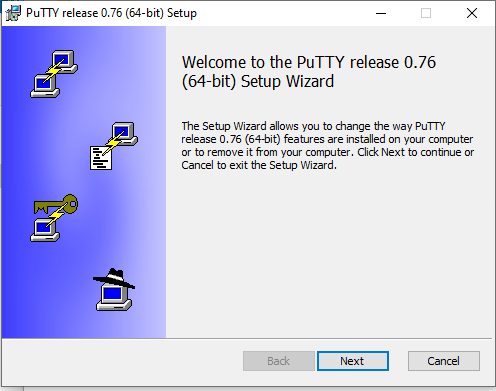 PuTTY release 0.76 (64-bit) Setup
Welcome to the PuTTY release 0.76
(64-bit) Setup Wizard
The Setup Wizard allows you to change the way PuTTY
release 0.76 (64-bit) features are installed on your computer
or to remove it from your computer. Click Next to continue or
Cancel to exit the Setup Wizard.
Back
Next
Cancel